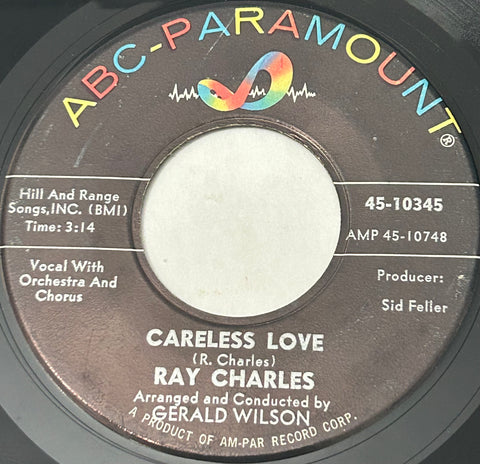 ABC-PARAMOUNT®
Hill And Range
Songs,INC. (BMI)
Time: 3:14
Vocal With
Orchestra And
Chorus
45-10345
AMP 45-10748
Producer:
Sid Feller
CARELESS LOVE
(R. Charles)
RAY CHARLES
Arranged and Conducted by
GERALD WILSON
A PRODUCT OF AM-PAR RECORD CORP.